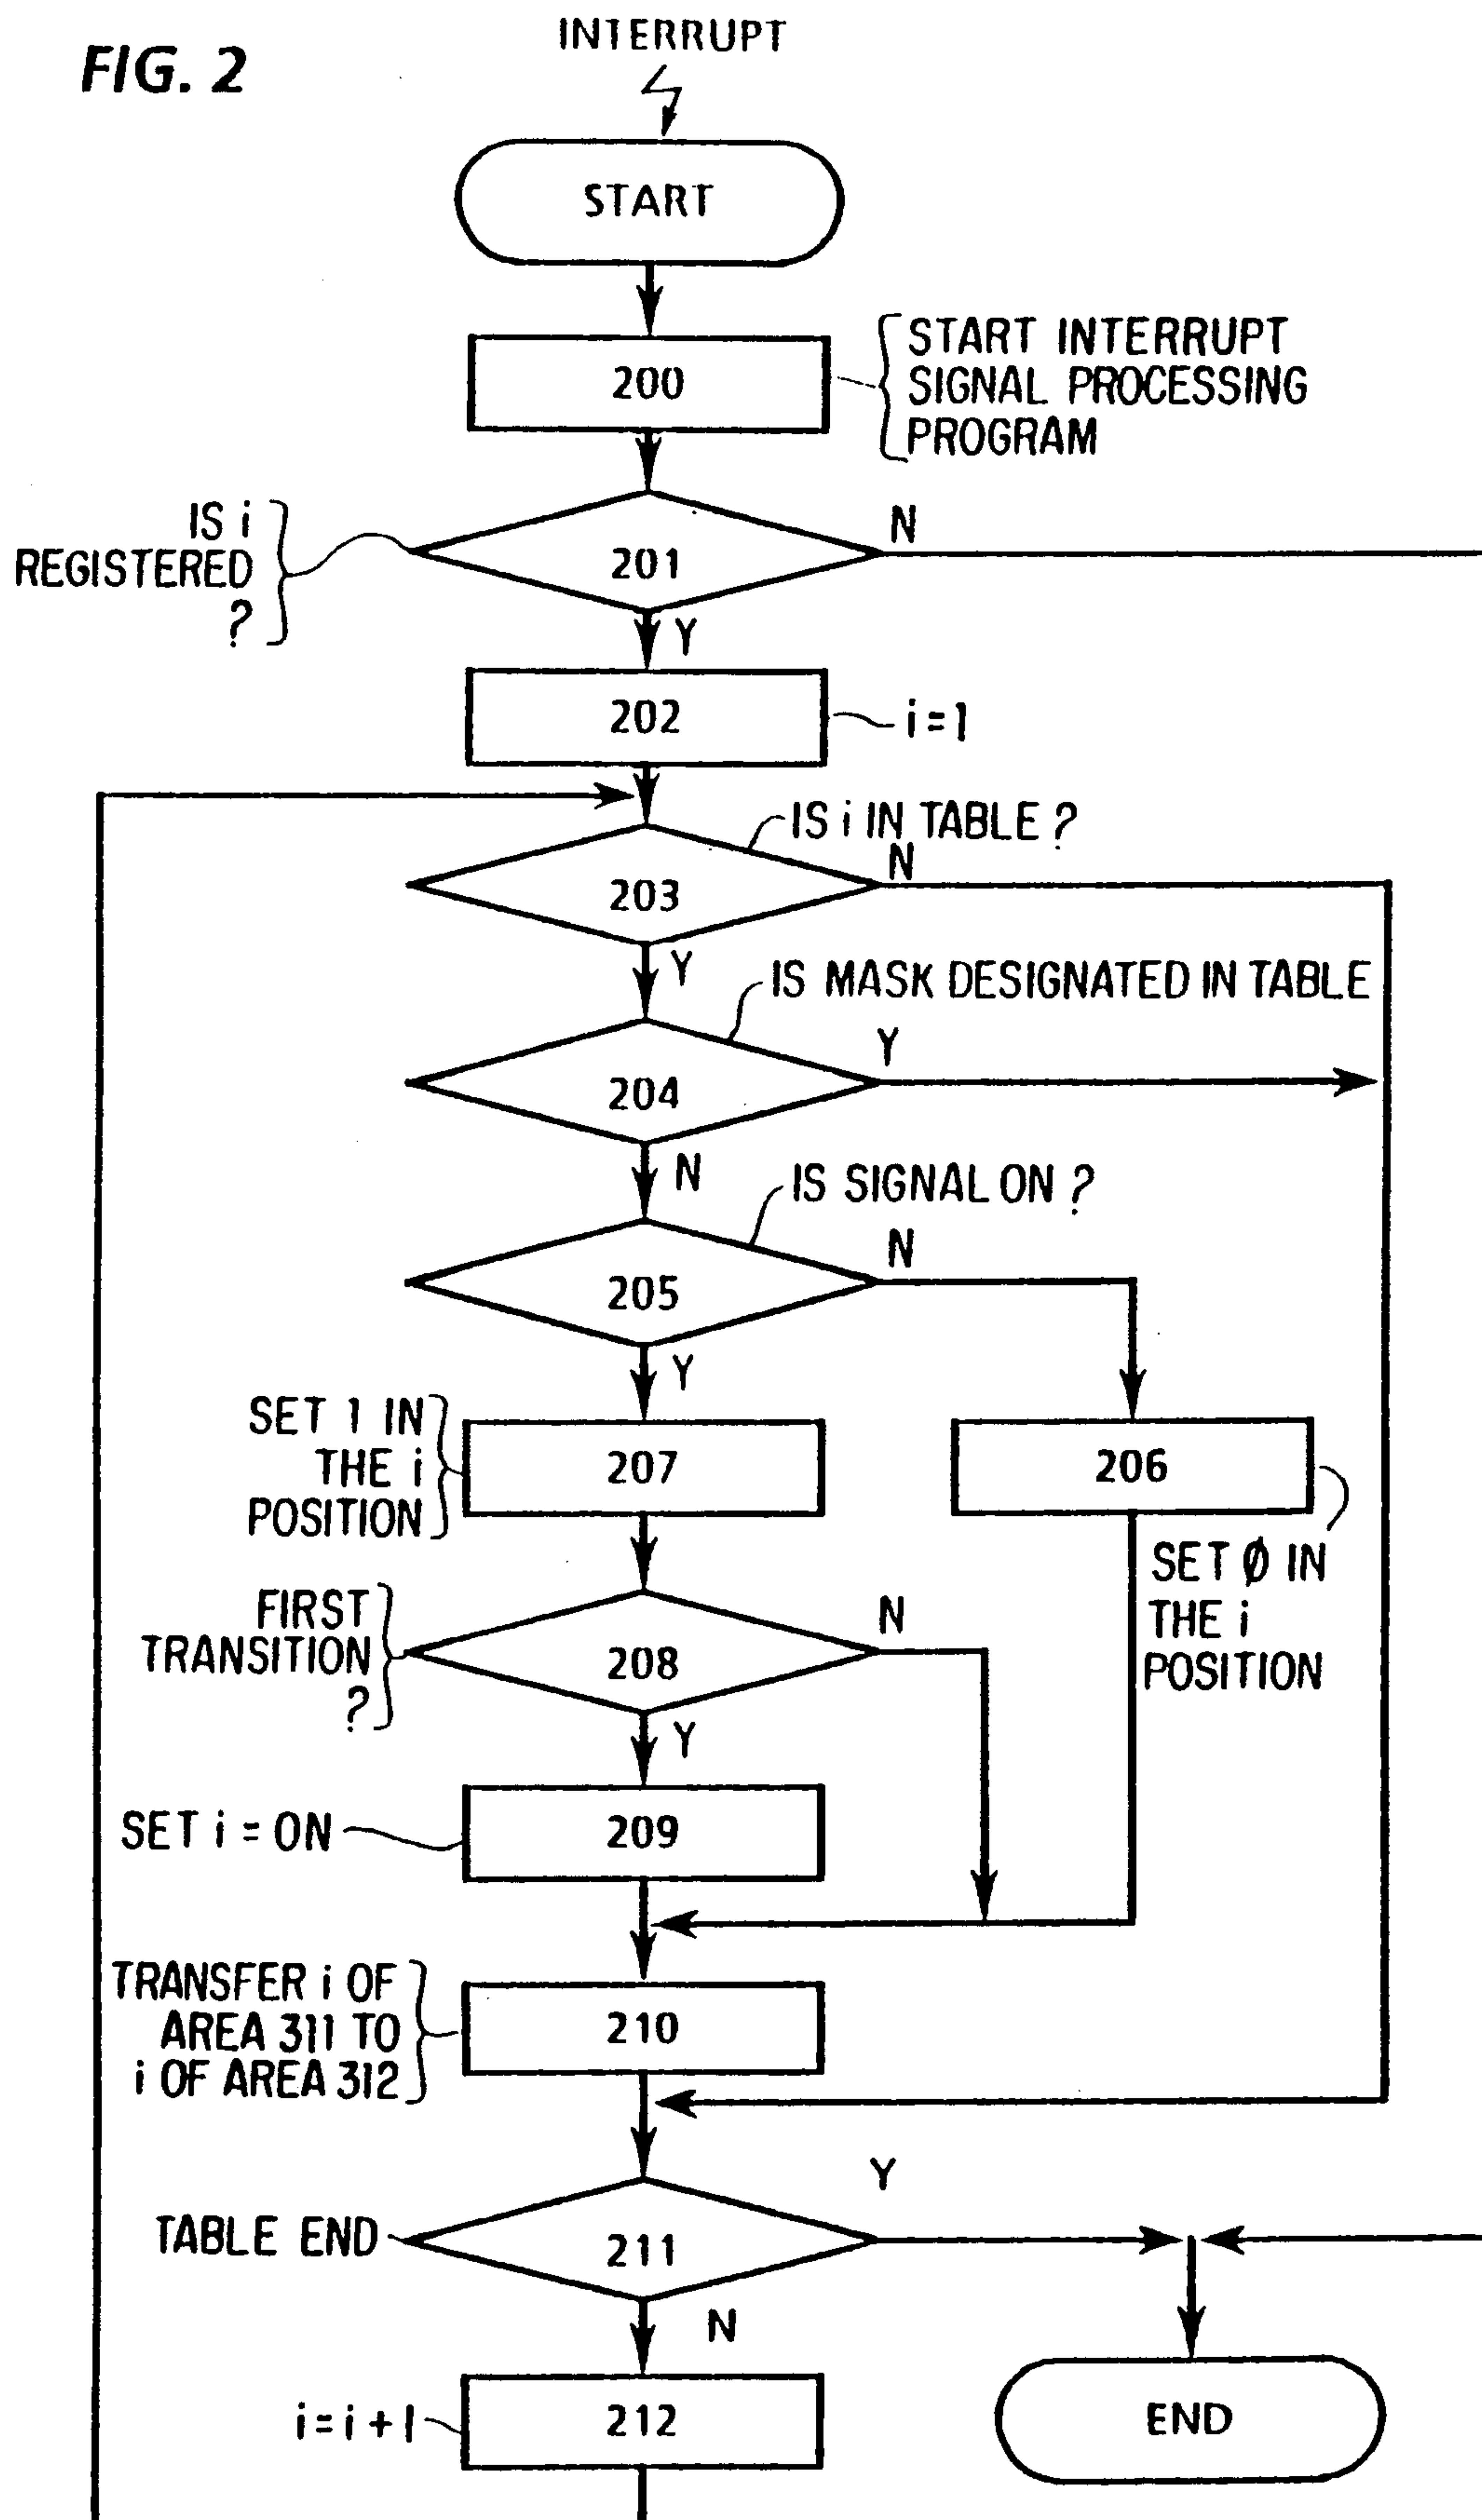 INTERRUPT
FIG. 2
START
200
START INTERRUPT
SIGNAL PROCESSING
PROGRAM
IS i
REGISTERED
?
201
N
Y
202
i=1
IS i IN TABLE ?
N
203
Y
IS MASK DESIGNATED IN TABLE
Y
204
N
IS SIGNAL ON ?
N
205
Y
SET 1 IN
THE i
POSITION
207
206
SET Ø IN
THE i
POSITION
FIRST
TRANSITION
?
208
N
Y
SET i = ON
209
TRANSFER i OF
AREA 311 TO
i OF AREA 312
210
Y
TABLE END
211
N
i=i+1
212
END